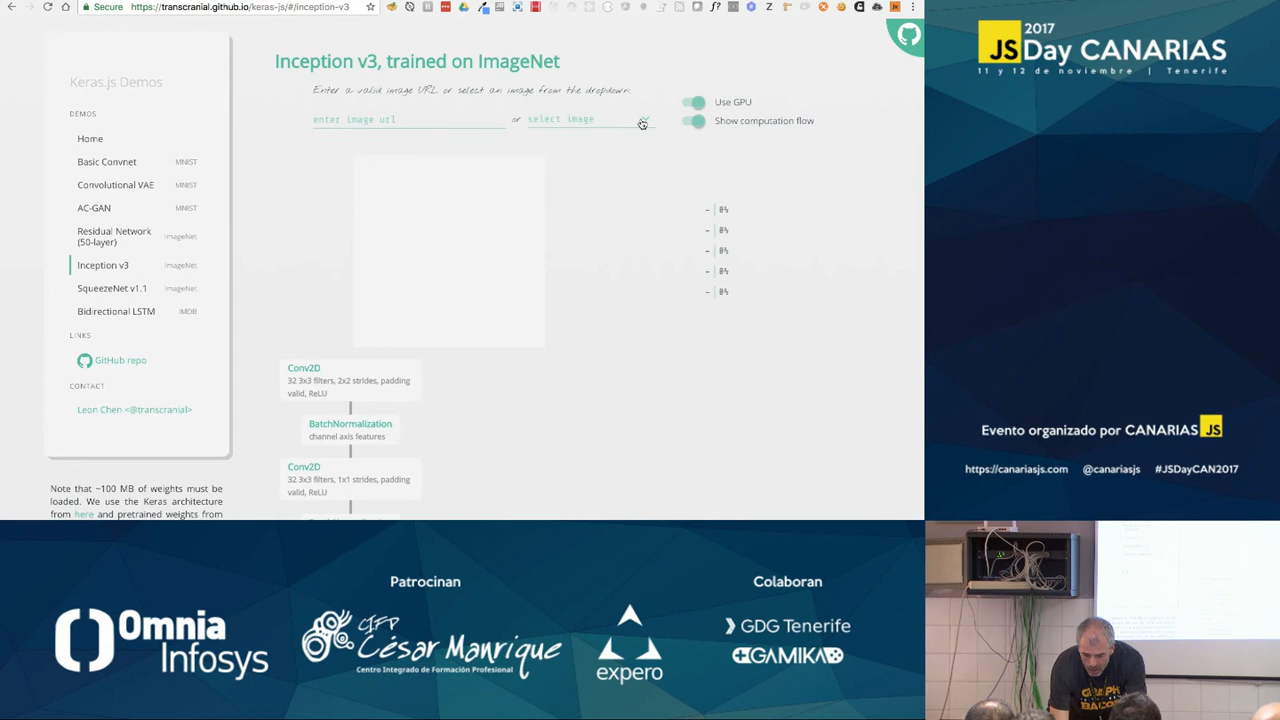 Secure https://transcranial.github.io/keras-js/#/inception-v3
Keras.js Demos
DEMOS
Home
Basic Convnet MNIST
Convolutional VAE MNIST
AC-GAN MNIST
Residual Network (50-layer) ImageNet
Inception v3 ImageNet
SqueezeNet v1.1 ImageNet
Bidirectional LSTM IMDB
LINKS
GitHub repo
CONTACT
Leon Chen <@transcranial>
Note that ~100 MB of weights must be
loaded. We use the Keras architecture
from here and pretrained weights from
Inception v3, trained on ImageNet
Enter a valid image URL or select an image from the dropdown:
enter image url or select image
Use GPU
Show computation flow
- 0%
- 0%
- 0%
- 0%
- 0%
Conv2D
32 3x3 filters, 2x2 strides, padding
valid, ReLU
BatchNormalization
channel axis features
Conv2D
32 3x3 filters, 1x1 strides, padding
valid, ReLU
2017
JSDay CANARIAS
11 y 12 de noviembre | Tenerife
Evento organizado por CANARIAS JS
https://canariasjs.com @canariasjs #JSDayCAN2017
Patrocinan
Omnia
Infosys
CIFP
César Manrique
Centro Integrado de Formación Profesional
expero
Colaboran
GDG Tenerife
GAMIKA